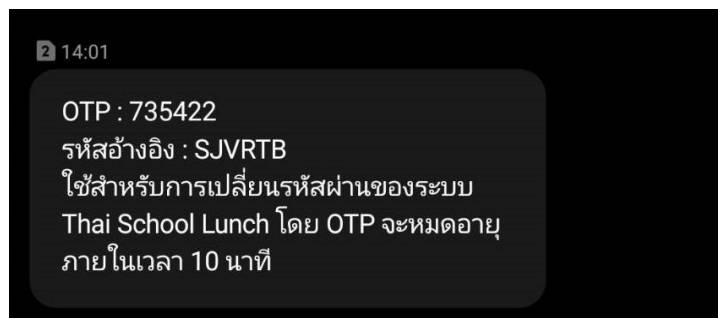 2 14:01
OTP : 735422
รหัสอ้างอิง : SJVRTB
ใช้สำหรับการเปลี่ยนรหัสผ่านของระบบ
Thai School Lunch โดย OTP จะหมดอายุ
ภายในเวลา 10 นาที